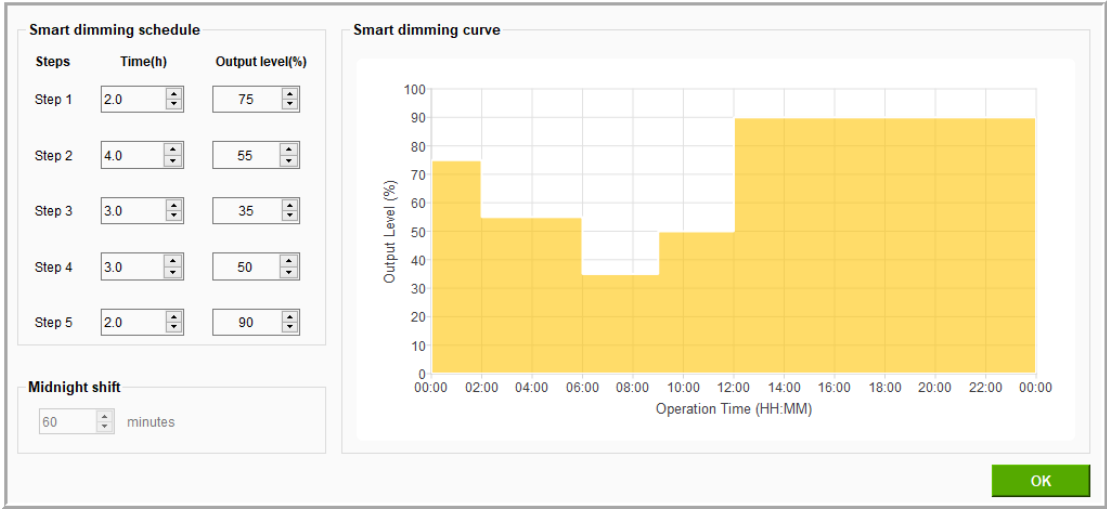 Smart dimming schedule
Steps Time(h) Output level(%)
Step 1 2.0 75
Step 2 4.0 55
Step 3 3.0 35
Step 4 3.0 50
Step 5 2.0 90
Midnight shift
60 minutes
Smart dimming curve
Output Level (%)
100
90
80
70
60
50
40
30
20
10
0
00:00 02:00 04:00 06:00 08:00 10:00 12:00 14:00 16:00 18:00 20:00 22:00 00:00
Operation Time (HH:MM)
OK